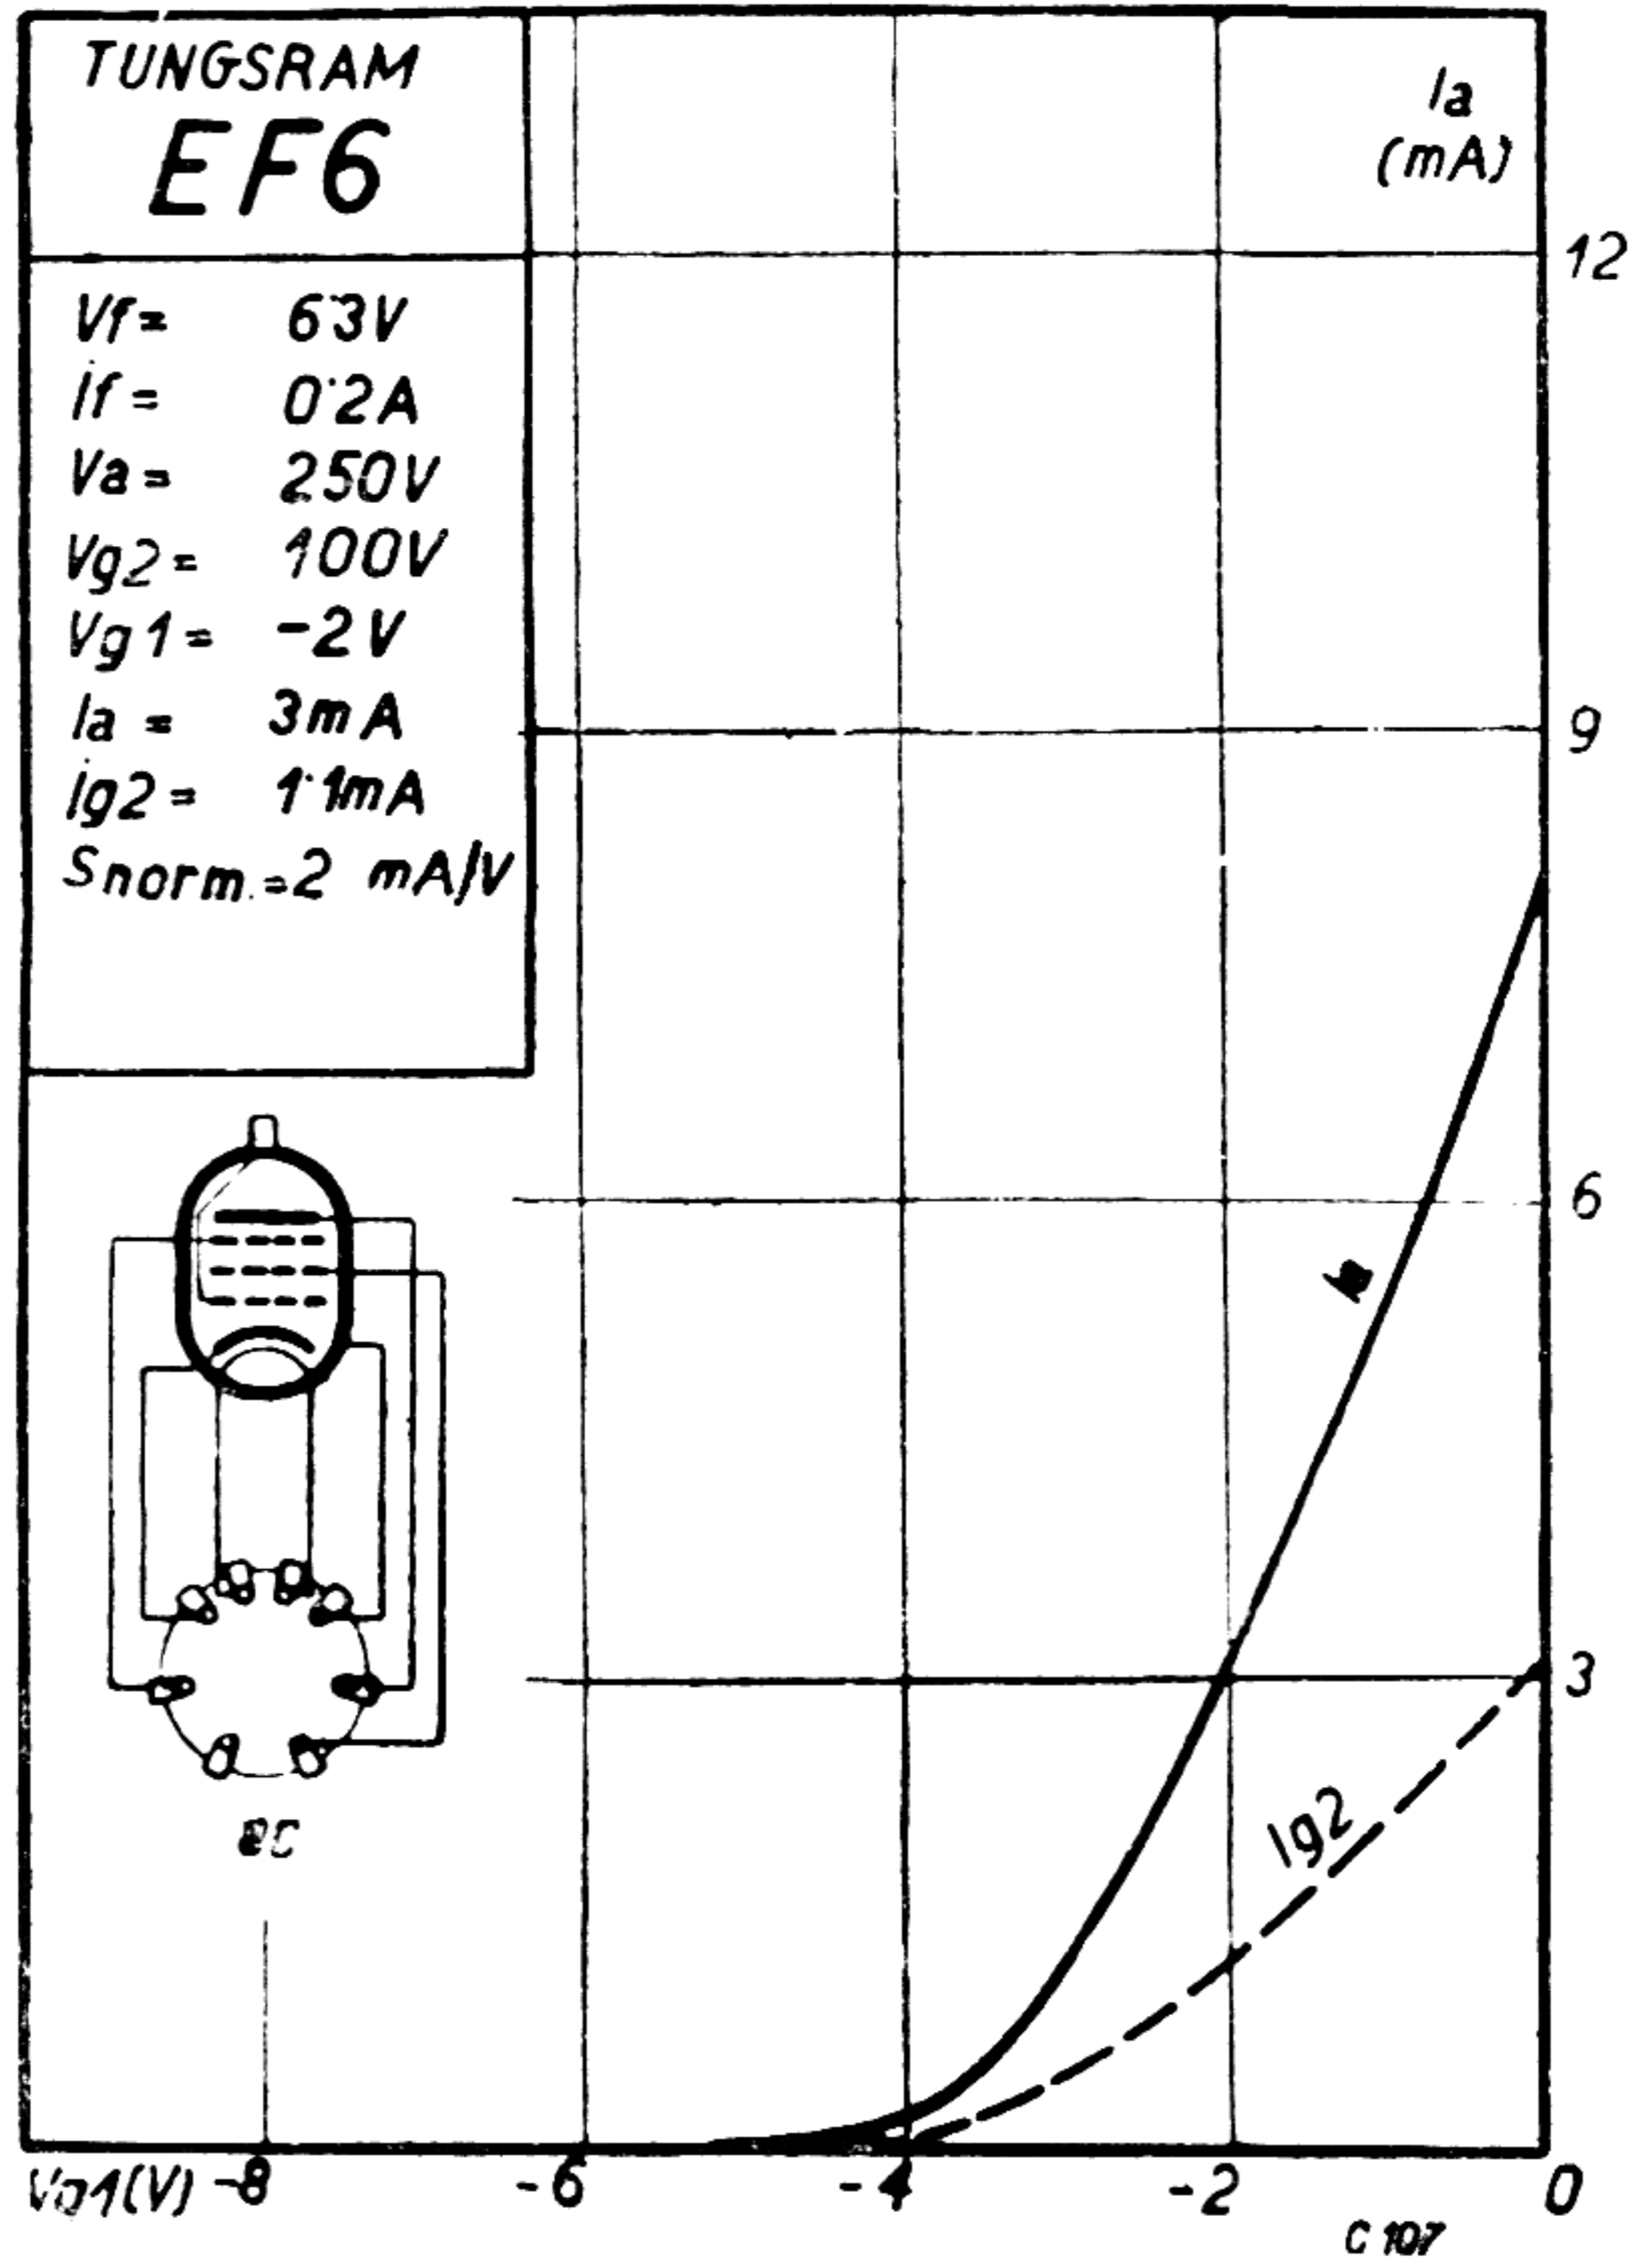 TUNGSRAM
EF6
Vf= 6·3V
If= 0·2A
Va= 250V
Vg2= 100V
Vg1= -2V
Ia= 3mA
Ig2= 1·1mA
Snorm.=2 mA/V
Ia
(mA)
12
9
6
3
Ig2
Vg1(V) -8 -6 -4 -2 0
C 107